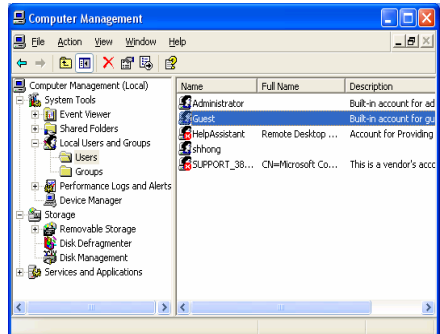 Computer Management
File Action View Window Help
Computer Management (Local)
System Tools
Event Viewer
Shared Folders
Local Users and Groups
Users
Groups
Performance Logs and Alerts
Device Manager
Storage
Removable Storage
Disk Defragmenter
Disk Management
Services and Applications
Name Full Name Description
Administrator Built-in account for ad
Guest Built-in account for gu
HelpAssistant Remote Desktop ... Account for Providing
shhong
SUPPORT_38... CN=Microsoft Co... This is a vendor's acco